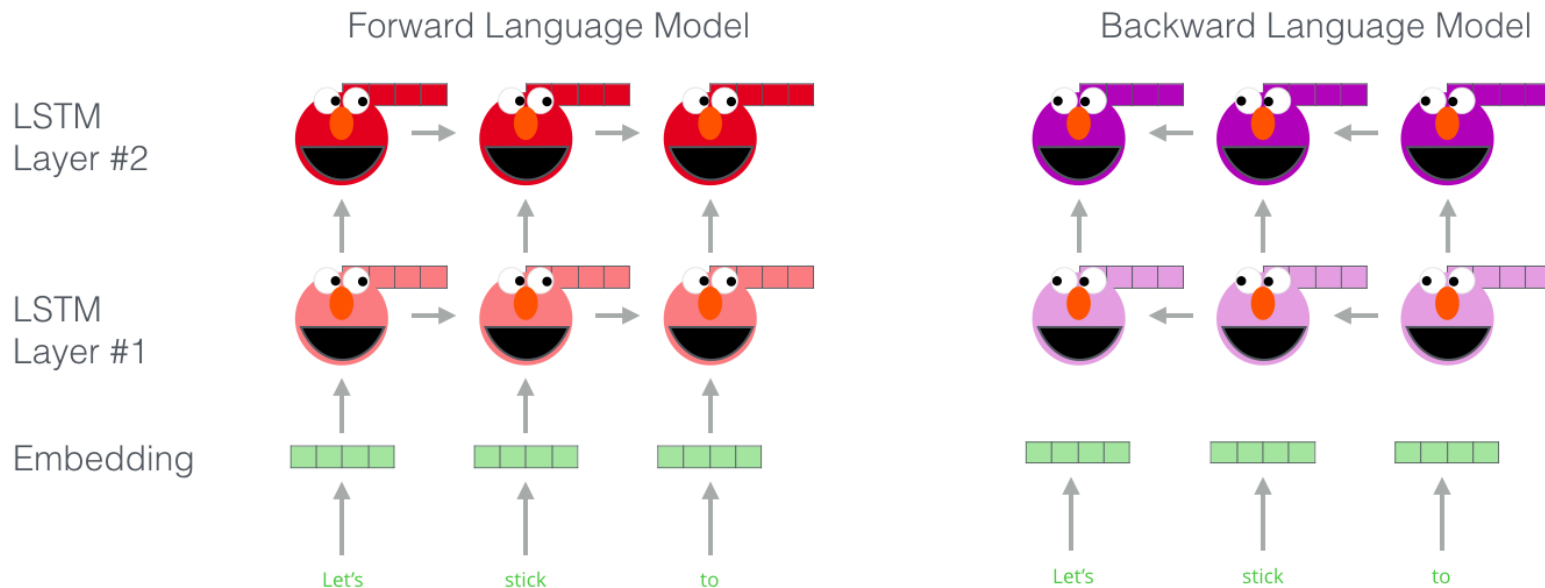 Forward Language Model
Backward Language Model
LSTM
Layer #2
LSTM
Layer #1
Embedding
Let's
stick
to
Let's
stick
to